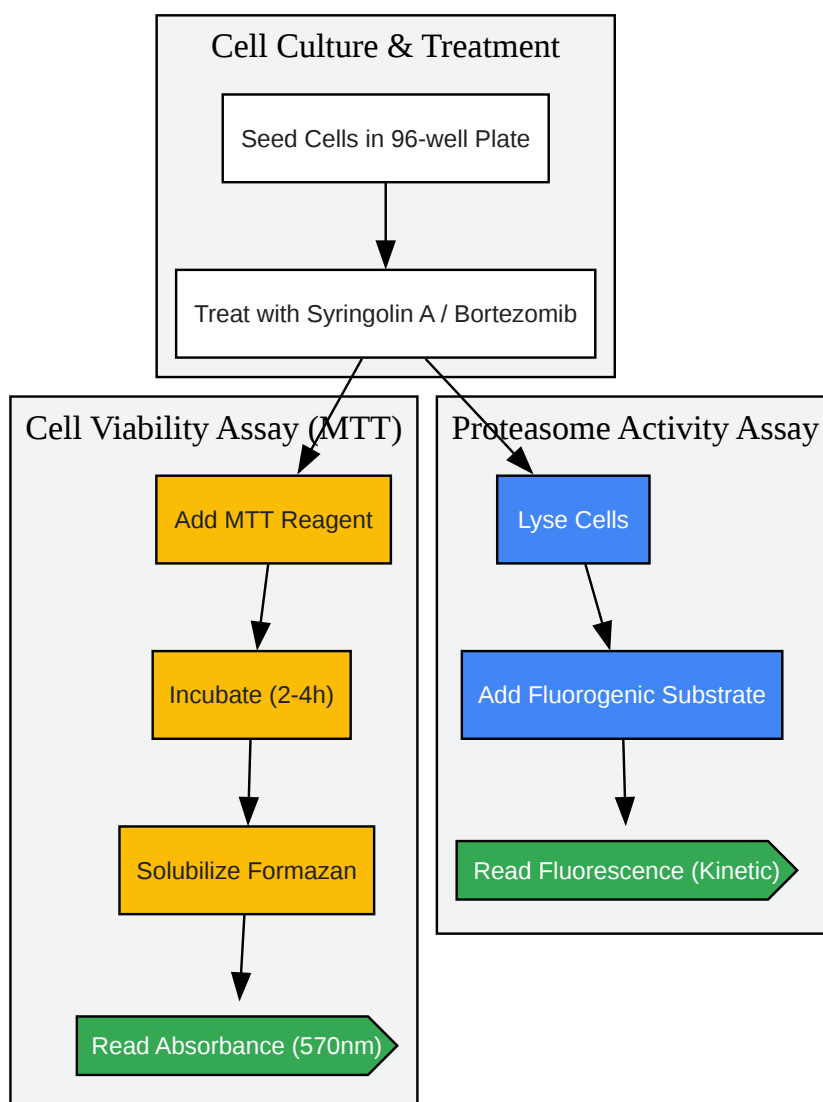 Cell Culture & Treatment
Seed Cells in 96-well Plate
Treat with Syringolin A / Bortezomib
Cell Viability Assay (MTT)
Add MTT Reagent
Incubate (2-4h)
Solubilize Formazan
Read Absorbance (570nm)
Proteasome Activity Assay
Lyse Cells
Add Fluorogenic Substrate
Read Fluorescence (Kinetic)